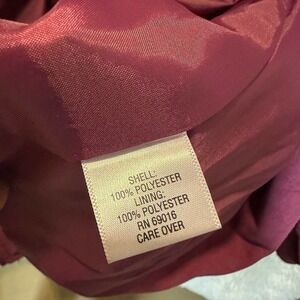 SHELL:
100% POLYESTER
LINING:
100% POLYESTER
RN 69016
CARE OVER